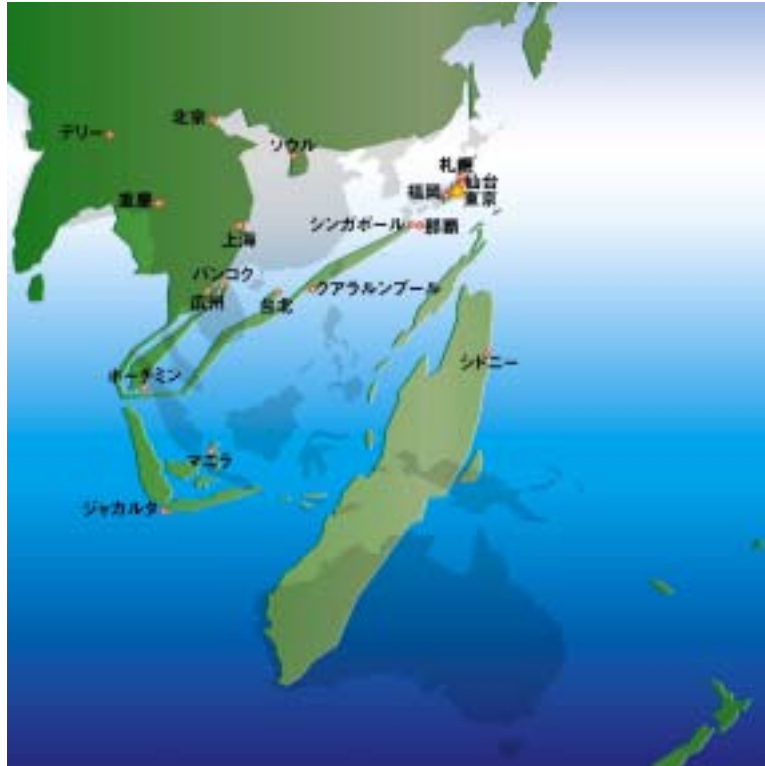 北京
デリー
ソウル
札幌
仙台
福岡
東京
重慶
シンガポール
那覇
上海
バンコク
広州
台北
クアラルンプール
シドニー
ホーチミン
マニラ
ジャカルタ